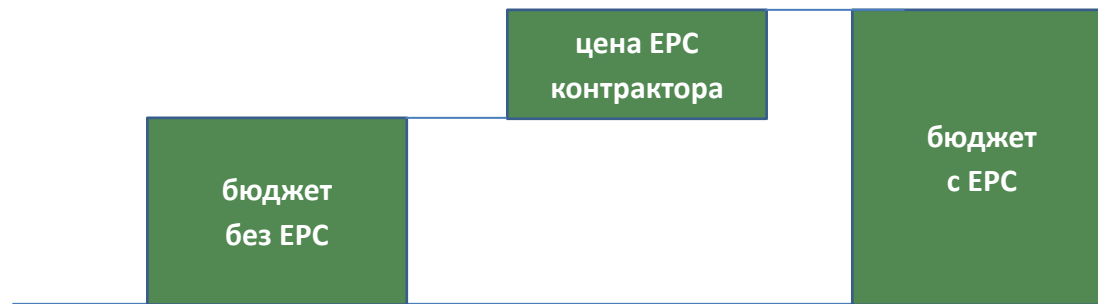 цена EPC
контрактора
бюджет
без EPC
бюджет
с EPC